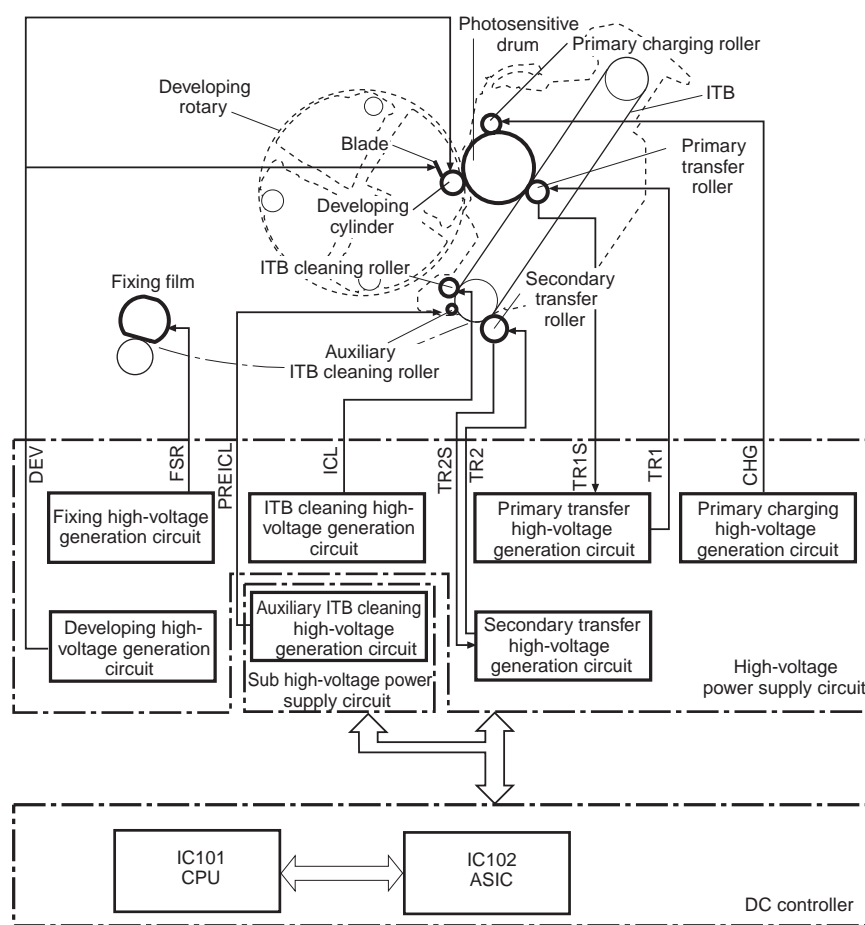 Photosensitive
drum
Primary charging roller
Developing
rotary
ITB
Blade
Primary
transfer
roller
Developing
cylinder
ITB cleaning roller
Fixing film
Secondary
transfer
roller
Auxiliary
ITB cleaning roller
DEV
FSR
PREICL
ICL
TR2S
TR2
TR1S
TR1
CHG
Fixing high-voltage
generation circuit
ITB cleaning high-
voltage generation
circuit
Primary transfer
high-voltage
generation circuit
Primary charging
high-voltage
generation circuit
Developing high-
voltage generation
circuit
Auxiliary ITB cleaning
high-voltage
generation circuit
Secondary transfer
high-voltage
generation circuit
Sub high-voltage power
supply circuit
High-voltage
power supply circuit
IC101
CPU
IC102
ASIC
DC controller